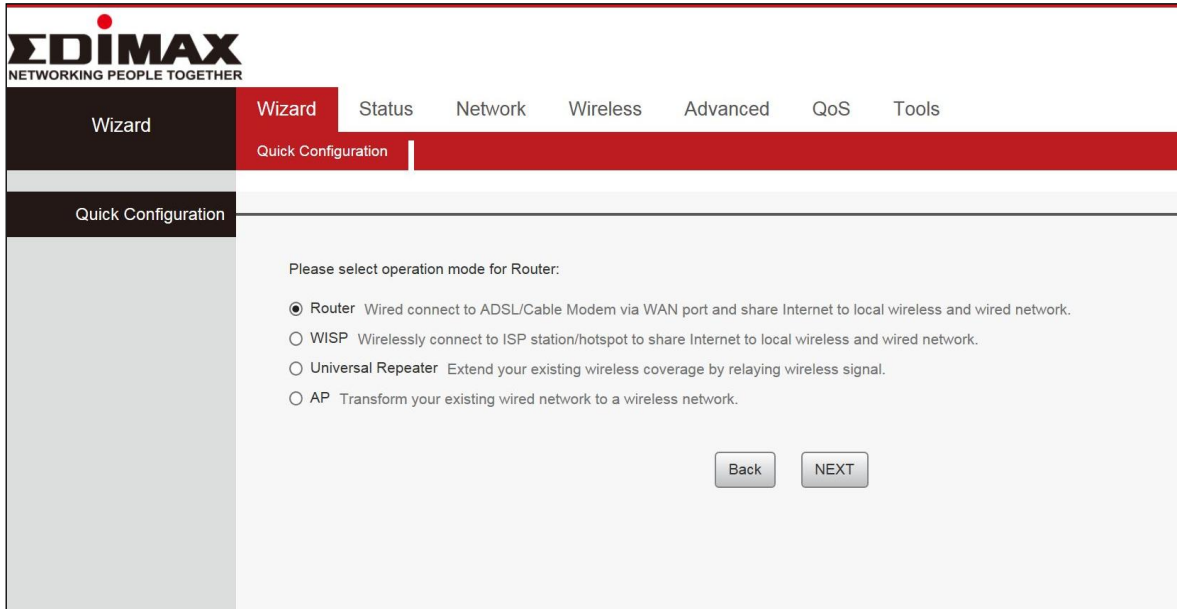 EDIMAX
NETWORKING PEOPLE TOGETHER
Wizard
Wizard Status Network Wireless Advanced QoS Tools
Quick Configuration
Quick Configuration
Please select operation mode for Router:
Router Wired connect to ADSL/Cable Modem via WAN port and share Internet to local wireless and wired network.
WISP Wirelessly connect to ISP station/hotspot to share Internet to local wireless and wired network.
Universal Repeater Extend your existing wireless coverage by relaying wireless signal.
AP Transform your existing wired network to a wireless network.
Back NEXT